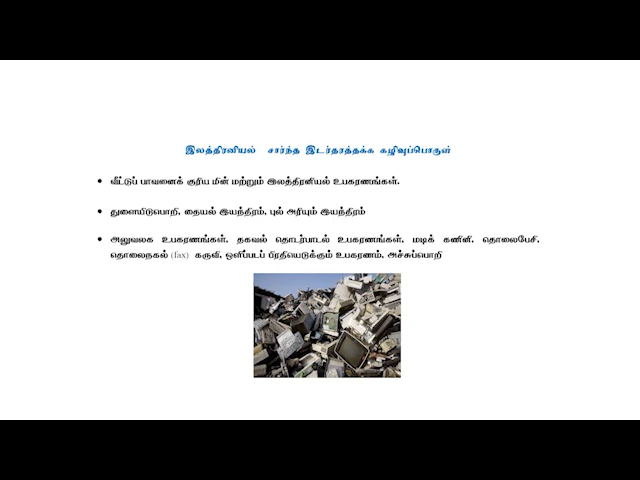 இலத்திரனியல் சார்ந்த இடர்தரத்தக்க கழிவுப்பொருள்
• வீட்டுப் பாவனைக் குரிய மின் மற்றும் இலத்திரனியல் உபகரணங்கள்.
• துளையிடுபொறி, தையல் இயந்திரம், புல் அரியும் இயந்திரம்
• அலுவலக உபகரணங்கள், தகவல் தொடர்பாடல் உபகரணங்கள், மடிக் கணினீ, தொலைபேசி,
தொலைநகல் (fax) கருவி, ஒளிப்படப் பிரதியெடுக்கும் உபகரணம், அச்சுப்பொறி